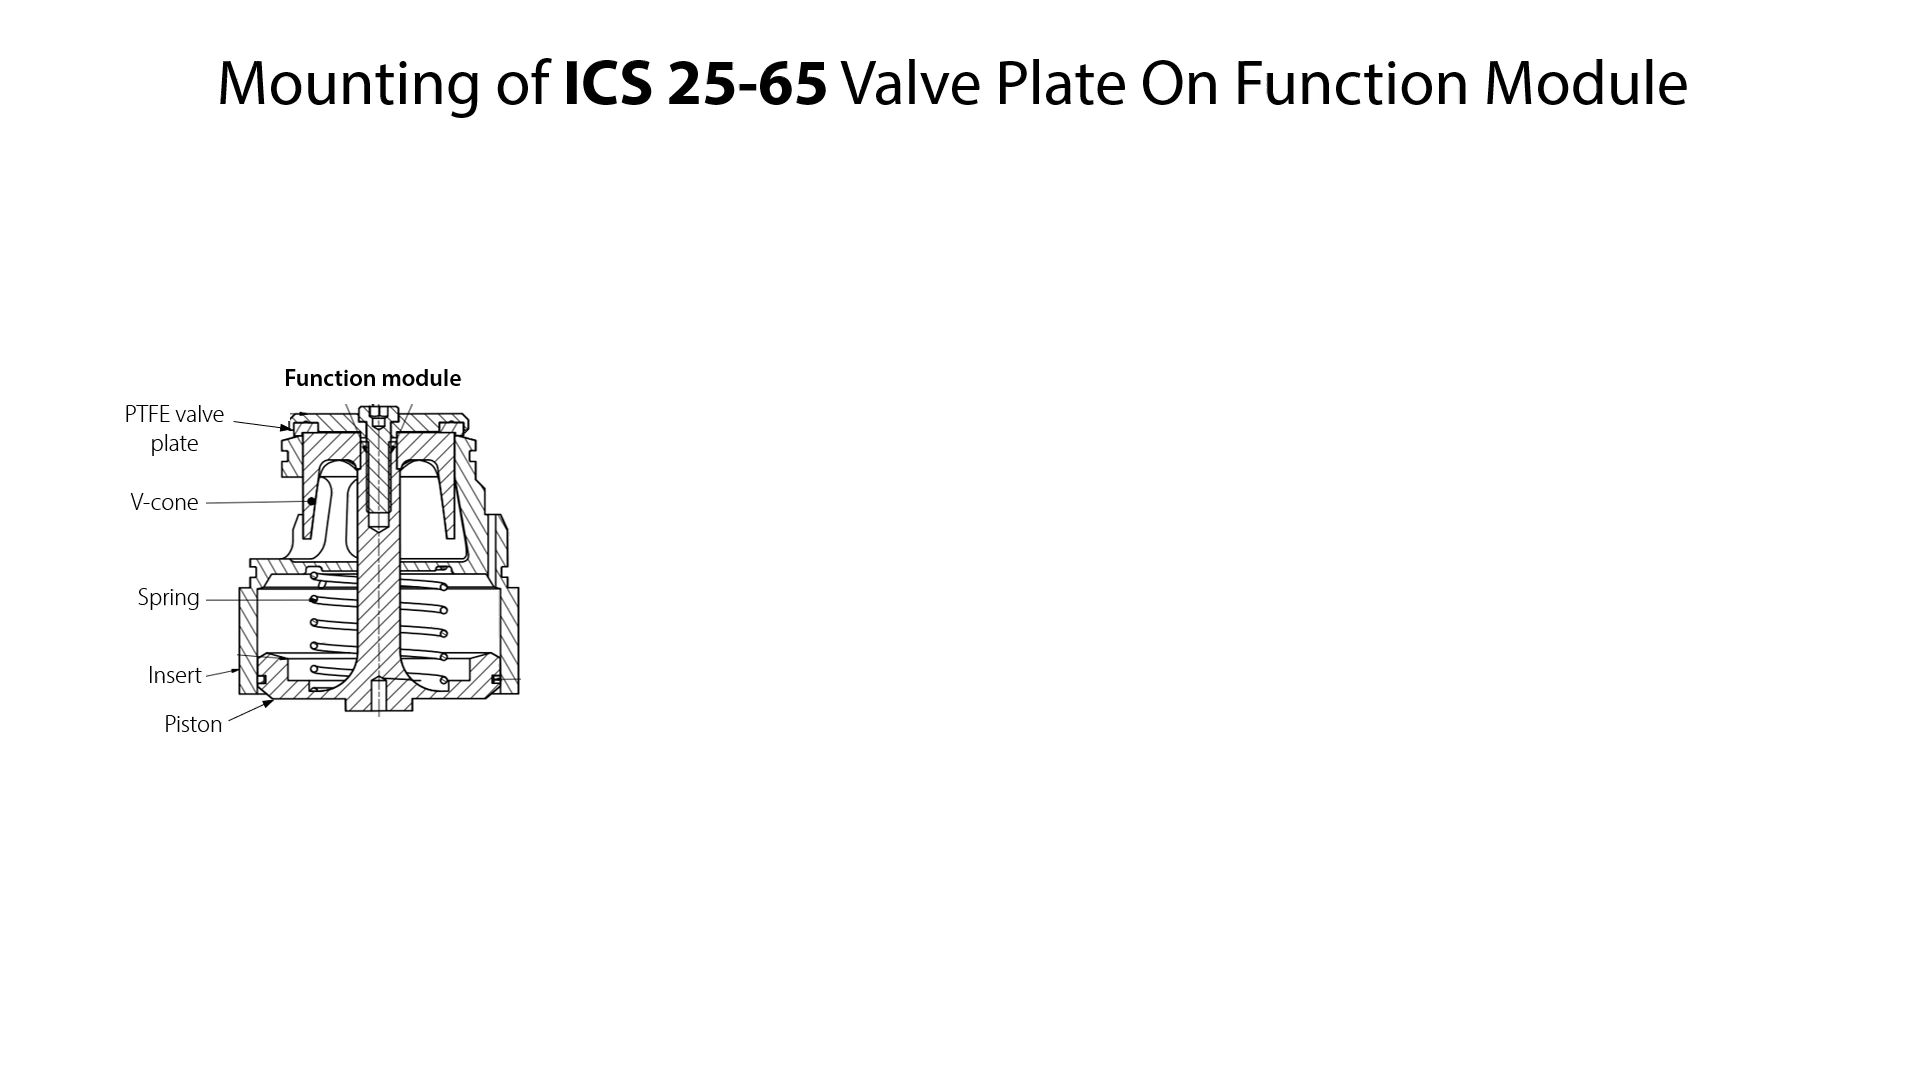 Mounting of ICS 25-65 Valve Plate On Function Module
Function module
PTFE valve
plate
V-cone
Spring
Insert
Piston